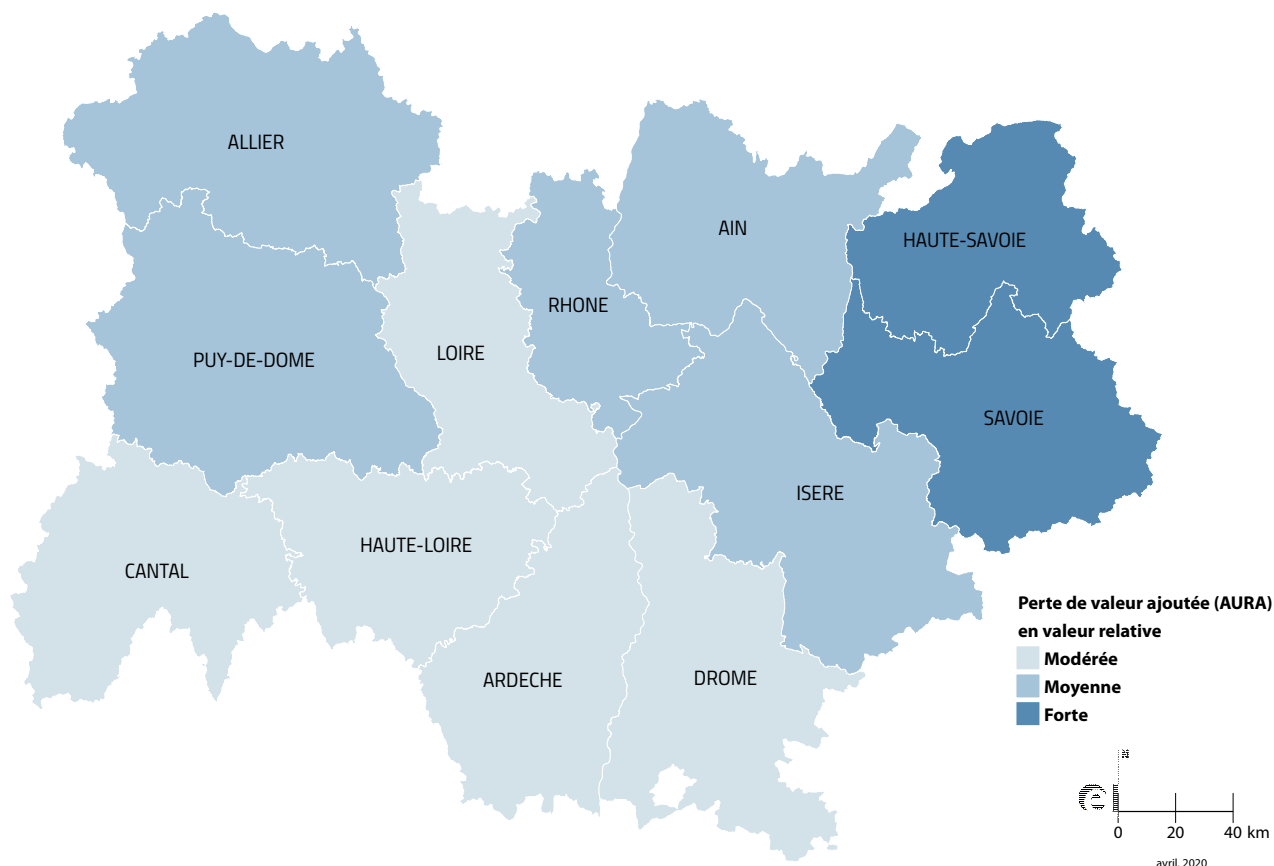 ALLIER
AIN
HAUTE-SAVOIE
RHONE
LOIRE
PUY-DE-DOME
SAVOIE
ISERE
HAUTE-LOIRE
CANTAL
ARDECHE
DROME
Perte de valeur ajoutée (AURA)
en valeur relative
Modérée
Moyenne
Forte
N
e
0 20 40 km
avril. 2020